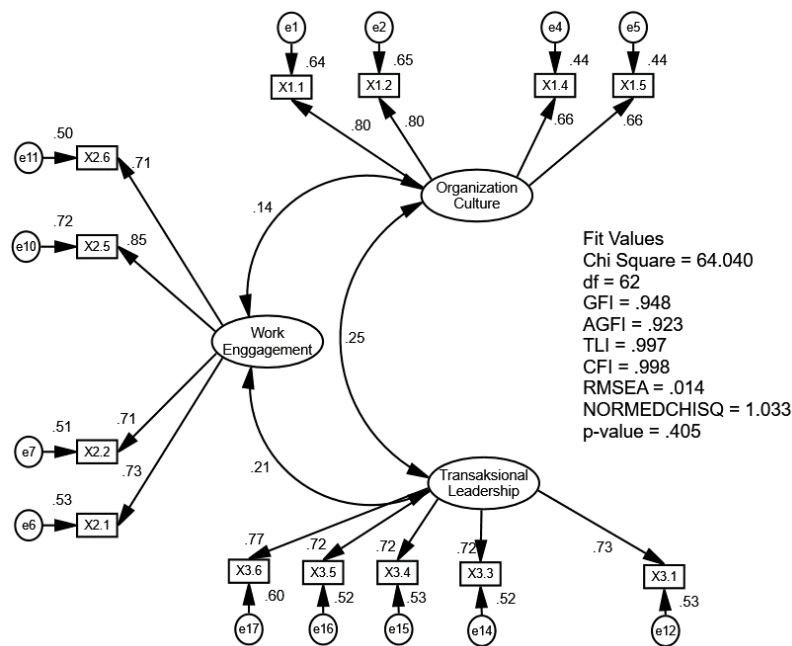 e1
e2
e4
e5
.64
.65
.44
.44
X1.1
X1.2
X1.4
X1.5
.80
.80
.66
.66
Organization
Culture
.50
e11
X2.6
.71
.72
e10
X2.5
.85
.14
Work
Enggagement
.25
.51
e7
X2.2
.71
.53
e6
X2.1
.73
.21
Transaksional
Leadership
.77
.72
.72
.72
.73
X3.6
X3.5
X3.4
X3.3
X3.1
.60
.52
.53
.52
.53
e17
e16
e15
e14
e12
Fit Values
Chi Square = 64.040
df = 62
GFI = .948
AGFI = .923
TLI = .997
CFI = .998
RMSEA = .014
NORMEDCHISQ = 1.033
p-value = .405